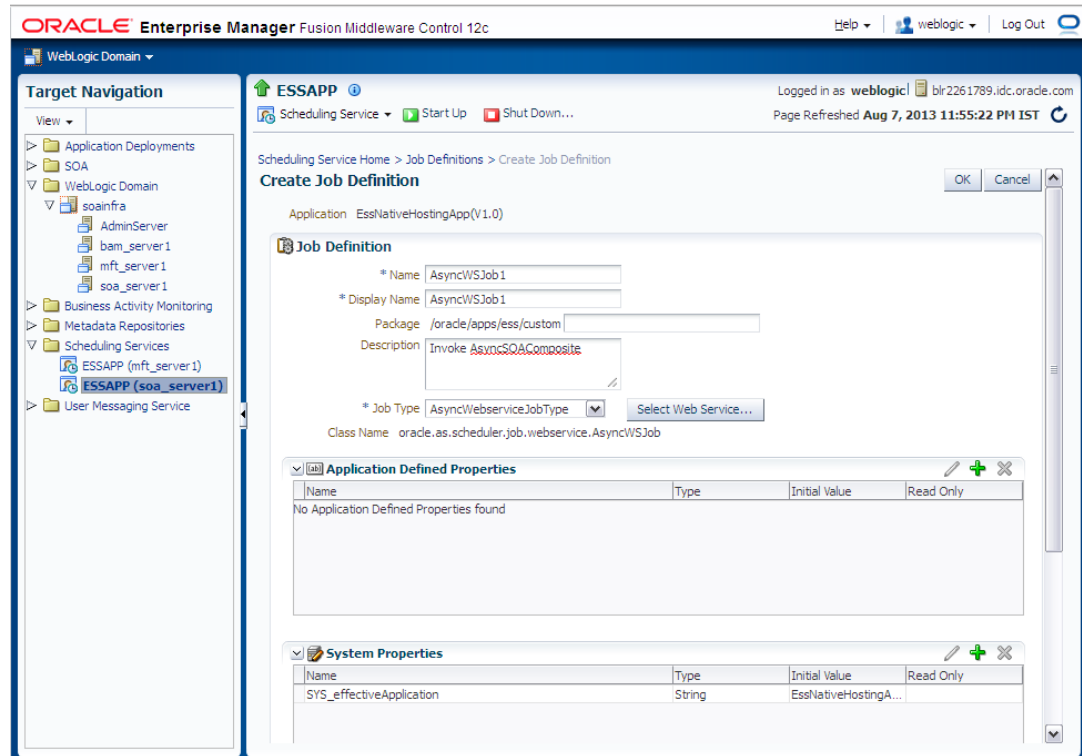 ORACLE Enterprise Manager Fusion Middleware Control 12c
Help weblogic Log Out
WebLogic Domain
Target Navigation
View
Application Deployments
SOA
WebLogic Domain
soainfra
AdminServer
bam_server1
mft_server1
soa_server1
Business Activity Monitoring
Metadata Repositories
Scheduling Services
ESSAPP (mft_server1)
ESSAPP (soa_server1)
User Messaging Service
ESSAPP
Logged in as weblogic blr2261789.idc.oracle.com
Scheduling Service Start Up Shut Down...
Page Refreshed Aug 7, 2013 11:55:22 PM IST
Scheduling Service Home > Job Definitions > Create Job Definition
Create Job Definition
OK Cancel
Application EssNativeHostingApp(V1.0)
Job Definition
* Name AsyncWSJob1
* Display Name AsyncWSJob1
Package /oracle/apps/ess/custom
Description Invoke AsyncSOAComposite
* Job Type AsyncWebserviceJobType Select Web Service...
Class Name oracle.as.scheduler.job.webservice.AsyncWSJob
Application Defined Properties
Name Type Initial Value Read Only
No Application Defined Properties found
System Properties
Name Type Initial Value Read Only
SYS_effectiveApplication String EssNativeHostingA...